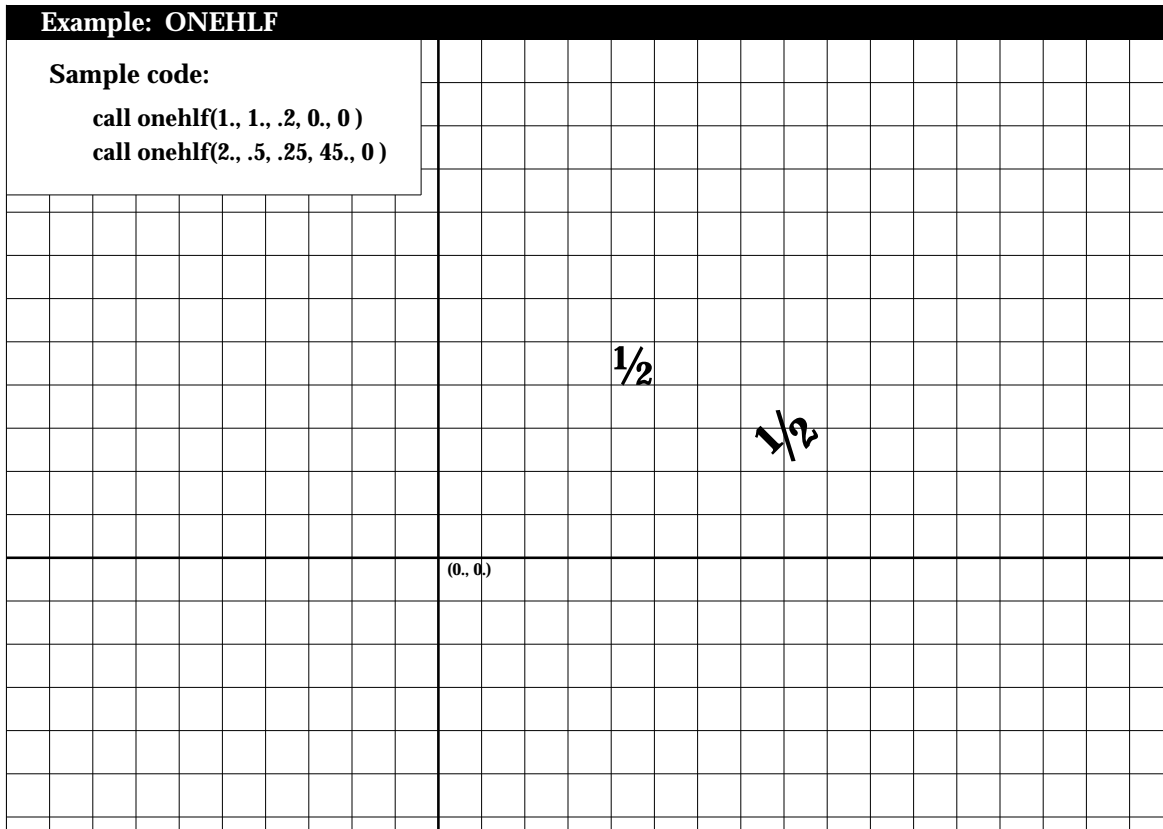 Example: ONEHLF
Sample code:
call onehlf(1., 1., .2, 0., 0 )
call onehlf(2., .5, .25, 45., 0 )
1/2
1/2
(0., 0.)